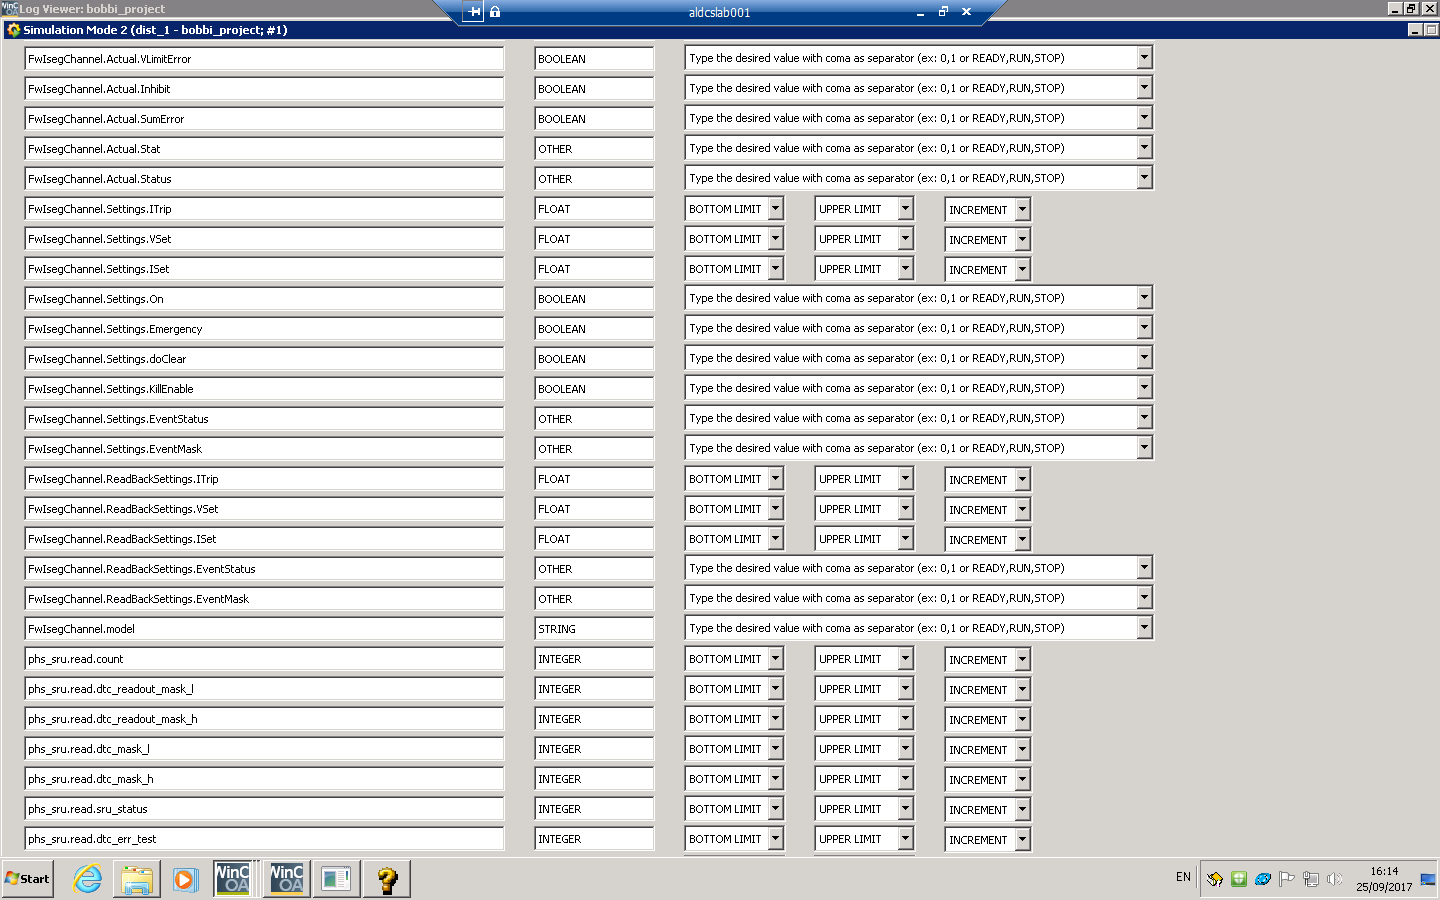 Log Viewer: bobbi_project
aldcslab001
Simulation Mode 2 (dist_1 - bobbi_project; #1)
FwIsegChannel.Actual.VLimitError BOOLEAN Type the desired value with coma as separator (ex: 0,1 or READY,RUN,STOP)
FwIsegChannel.Actual.Inhibit BOOLEAN Type the desired value with coma as separator (ex: 0,1 or READY,RUN,STOP)
FwIsegChannel.Actual.SumError BOOLEAN Type the desired value with coma as separator (ex: 0,1 or READY,RUN,STOP)
FwIsegChannel.Actual.Stat OTHER Type the desired value with coma as separator (ex: 0,1 or READY,RUN,STOP)
FwIsegChannel.Actual.Status OTHER Type the desired value with coma as separator (ex: 0,1 or READY,RUN,STOP)
FwIsegChannel.Settings.ITrip FLOAT BOTTOM LIMIT UPPER LIMIT INCREMENT
FwIsegChannel.Settings.VSet FLOAT BOTTOM LIMIT UPPER LIMIT INCREMENT
FwIsegChannel.Settings.ISet FLOAT BOTTOM LIMIT UPPER LIMIT INCREMENT
FwIsegChannel.Settings.On BOOLEAN Type the desired value with coma as separator (ex: 0,1 or READY,RUN,STOP)
FwIsegChannel.Settings.Emergency BOOLEAN Type the desired value with coma as separator (ex: 0,1 or READY,RUN,STOP)
FwIsegChannel.Settings.doClear BOOLEAN Type the desired value with coma as separator (ex: 0,1 or READY,RUN,STOP)
FwIsegChannel.Settings.KillEnable BOOLEAN Type the desired value with coma as separator (ex: 0,1 or READY,RUN,STOP)
FwIsegChannel.Settings.EventStatus OTHER Type the desired value with coma as separator (ex: 0,1 or READY,RUN,STOP)
FwIsegChannel.Settings.EventMask OTHER Type the desired value with coma as separator (ex: 0,1 or READY,RUN,STOP)
FwIsegChannel.ReadBackSettings.ITrip FLOAT BOTTOM LIMIT UPPER LIMIT INCREMENT
FwIsegChannel.ReadBackSettings.VSet FLOAT BOTTOM LIMIT UPPER LIMIT INCREMENT
FwIsegChannel.ReadBackSettings.ISet FLOAT BOTTOM LIMIT UPPER LIMIT INCREMENT
FwIsegChannel.ReadBackSettings.EventStatus OTHER Type the desired value with coma as separator (ex: 0,1 or READY,RUN,STOP)
FwIsegChannel.ReadBackSettings.EventMask OTHER Type the desired value with coma as separator (ex: 0,1 or READY,RUN,STOP)
FwIsegChannel.model STRING Type the desired value with coma as separator (ex: 0,1 or READY,RUN,STOP)
phs_sru.read.count INTEGER BOTTOM LIMIT UPPER LIMIT INCREMENT
phs_sru.read.dtc_readout_mask_l INTEGER BOTTOM LIMIT UPPER LIMIT INCREMENT
phs_sru.read.dtc_readout_mask_h INTEGER BOTTOM LIMIT UPPER LIMIT INCREMENT
phs_sru.read.dtc_mask_l INTEGER BOTTOM LIMIT UPPER LIMIT INCREMENT
phs_sru.read.dtc_mask_h INTEGER BOTTOM LIMIT UPPER LIMIT INCREMENT
phs_sru.read.sru_status INTEGER BOTTOM LIMIT UPPER LIMIT INCREMENT
phs_sru.read.dtc_err_test INTEGER BOTTOM LIMIT UPPER LIMIT INCREMENT
Start WinCC OA WinCC OA EN 16:14
25/09/2017